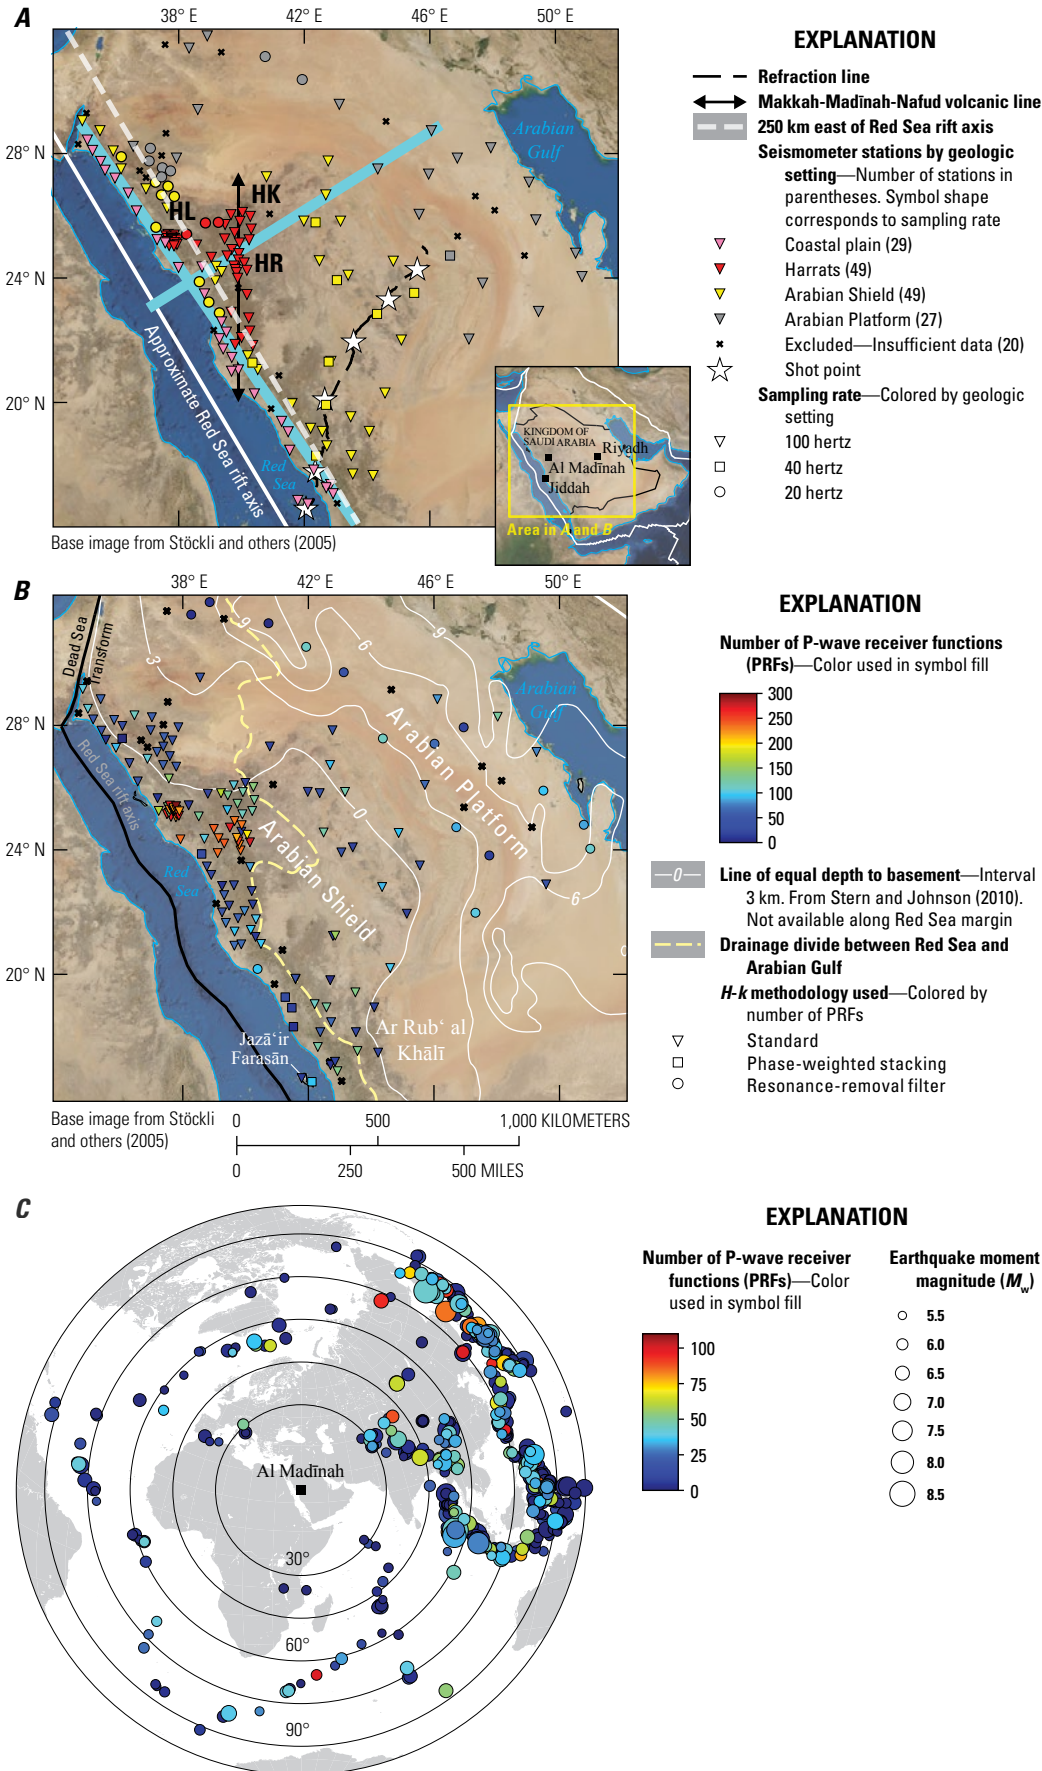 A
38° E
42° E
46° E
50° E
28° N
24° N
20° N
Arabian
Gulf
HK
HL
HR
Approximate Red Sea rift axis
Red
Sea
KINGDOM OF
SAUDI ARABIA
Riyadh
Al Madīnah
Jiddah
Area in A and B
Base image from Stöckli and others (2005)
EXPLANATION
Refraction line
Makkah-Madīnah-Nafud volcanic line
250 km east of Red Sea rift axis
Seismometer stations by geologic
setting—Number of stations in
parentheses. Symbol shape
corresponds to sampling rate
Coastal plain (29)
Harrats (49)
Arabian Shield (49)
Arabian Platform (27)
Excluded—Insufficient data (20)
Shot point
Sampling rate—Colored by geologic
setting
100 hertz
40 hertz
20 hertz
B
38° E
42° E
46° E
50° E
28° N
24° N
20° N
Dead Sea
Transform
3
9
6
9
Arabian
Gulf
Arabian Platform
Red Sea rift axis
0
Arabian Shield
Red
Sea
6
Jazā'ir
Farasān
Ar Rub‘ al
Khālī
Base image from Stöckli
and others (2005)
0
500
1,000 KILOMETERS
0
250
500 MILES
EXPLANATION
Number of P-wave receiver functions
(PRFs)—Color used in symbol fill
300
250
200
150
100
50
0
0
Line of equal depth to basement—Interval
3 km. From Stern and Johnson (2010).
Not available along Red Sea margin
Drainage divide between Red Sea and
Arabian Gulf
H-k methodology used—Colored by
number of PRFs
Standard
Phase-weighted stacking
Resonance-removal filter
C
Al Madīnah
30°
60°
90°
EXPLANATION
Number of P-wave receiver
functions (PRFs)—Color
used in symbol fill
100
75
50
25
0
Earthquake moment
magnitude (Mw)
5.5
6.0
6.5
7.0
7.5
8.0
8.5